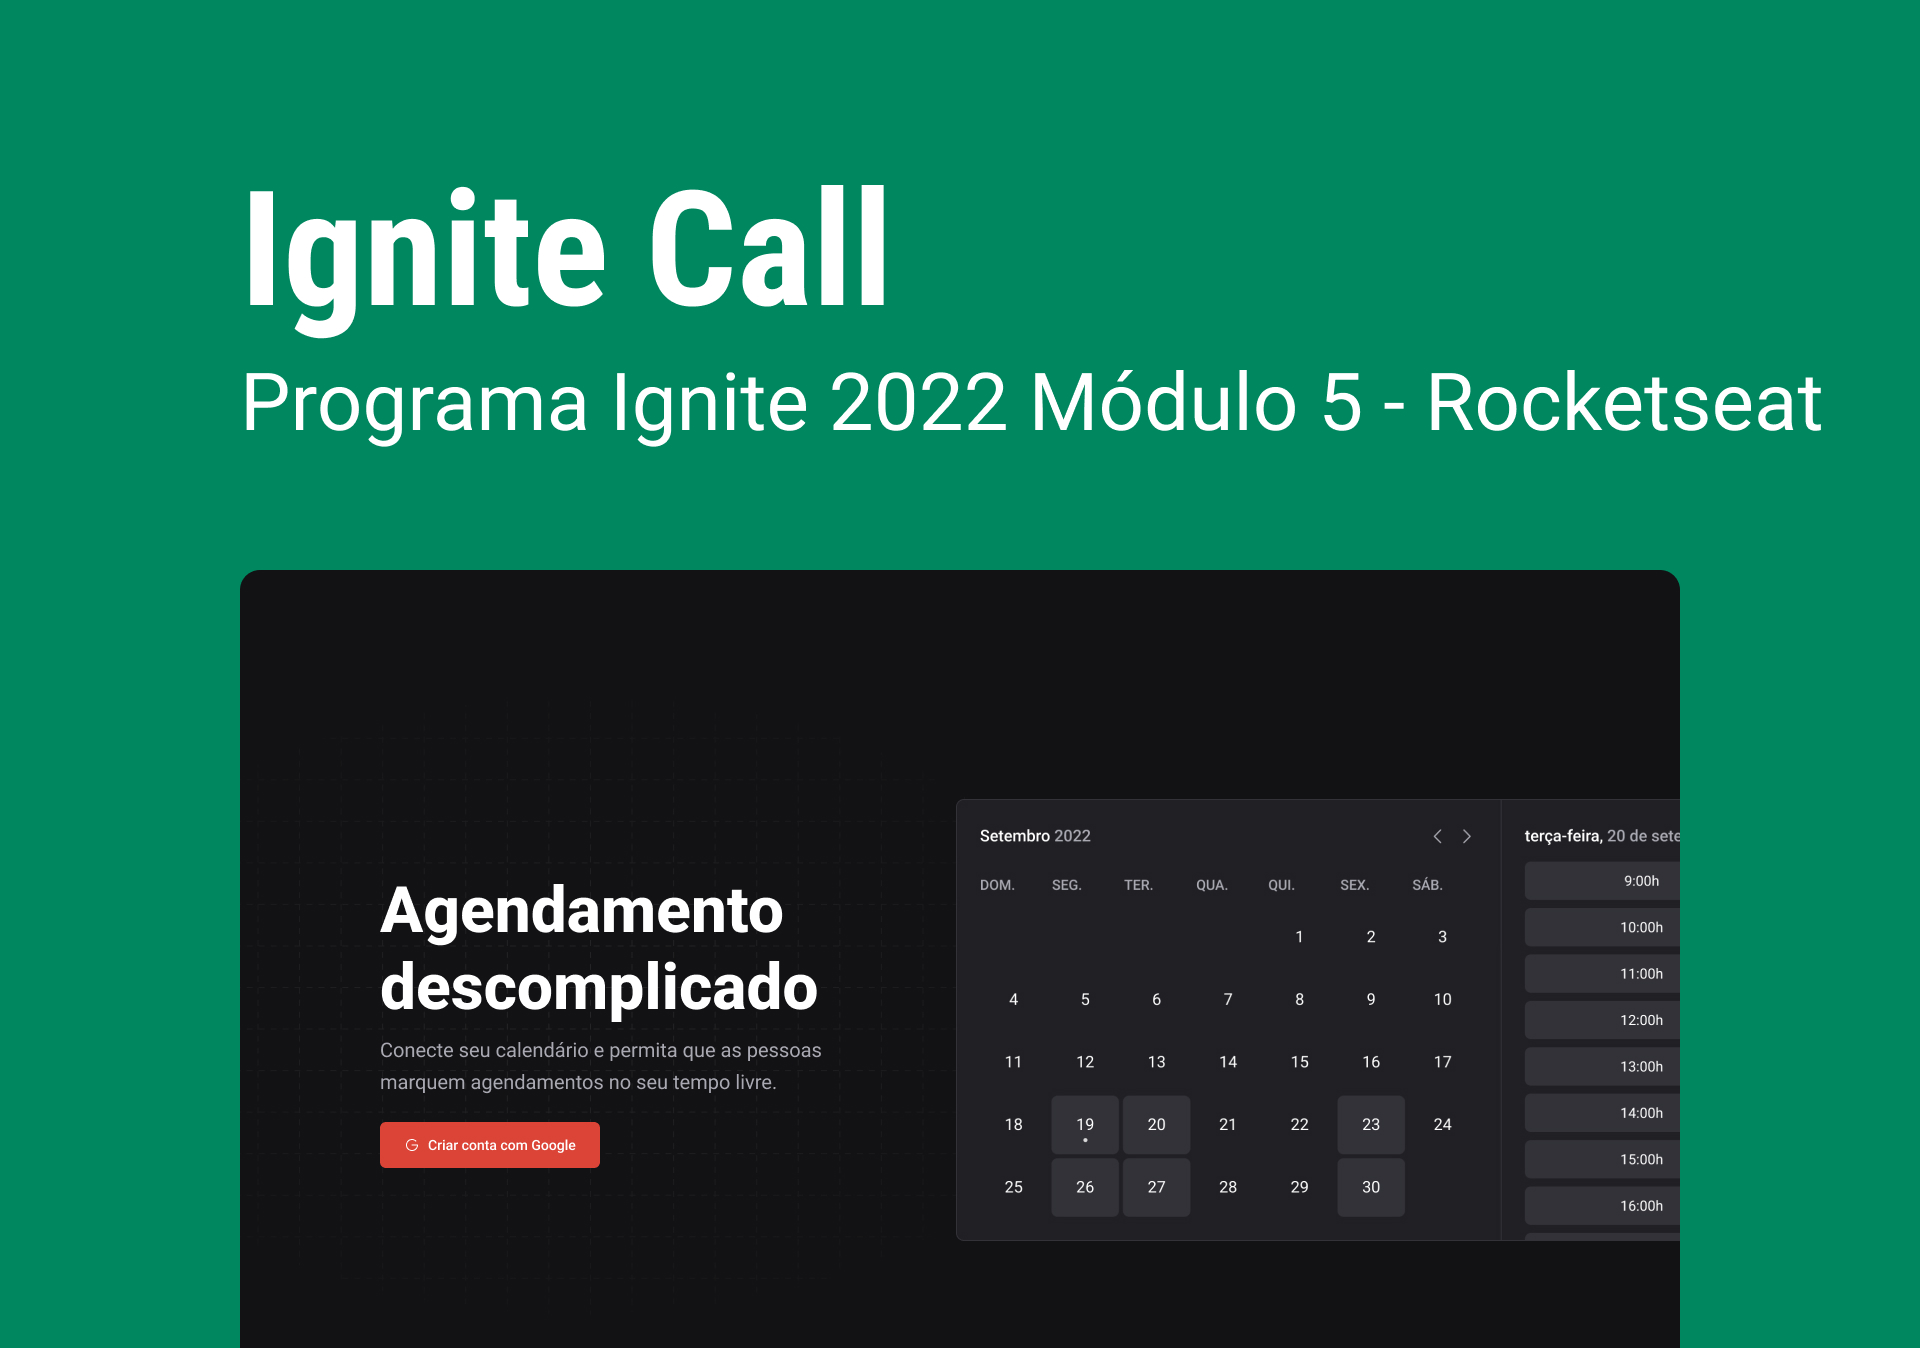 Ignite Call
Programa Ignite 2022 Módulo 5 - Rocketseat
Agendamento
descomplicado
Conecte seu calendário e permita que as pessoas
marquem agendamentos no seu tempo livre.
Criar conta com Google
Setembro 2022
DOM. SEG. TER. QUA. QUI. SEX. SÁB.
1 2 3
4 5 6 7 8 9 10
11 12 13 14 15 16 17
18 19 20 21 22 23 24
25 26 27 28 29 30
terça-feira, 20 de sete
9:00h
10:00h
11:00h
12:00h
13:00h
14:00h
15:00h
16:00h